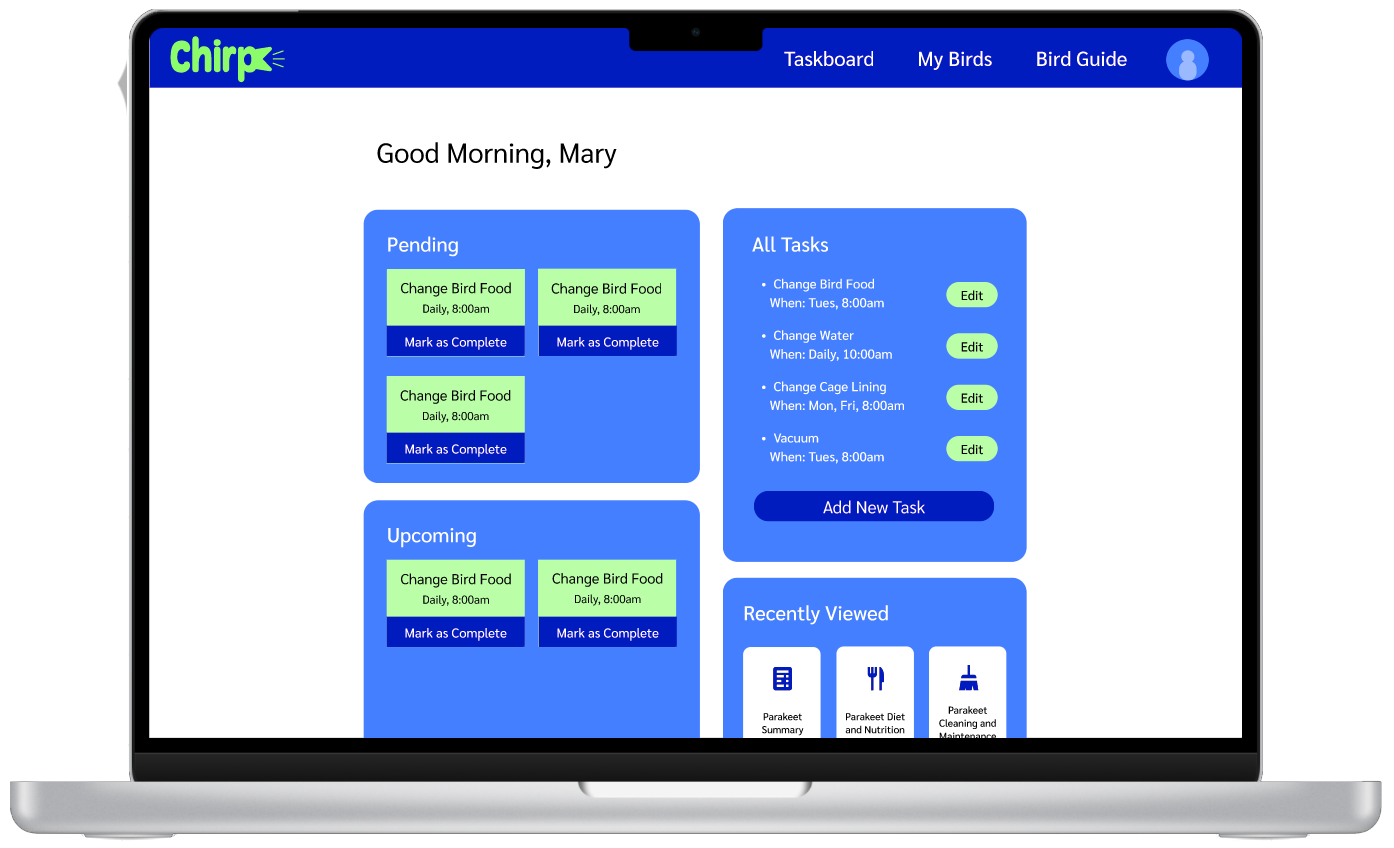 Chirp
Taskboard
My Birds
Bird Guide
Good Morning, Mary
Pending
Change Bird Food
Daily, 8:00am
Mark as Complete
Change Bird Food
Daily, 8:00am
Mark as Complete
Change Bird Food
Daily, 8:00am
Mark as Complete
Upcoming
Change Bird Food
Daily, 8:00am
Mark as Complete
Change Bird Food
Daily, 8:00am
Mark as Complete
All Tasks
• Change Bird Food
When: Tues, 8:00am
Edit
• Change Water
When: Daily, 10:00am
Edit
• Change Cage Lining
When: Mon, Fri, 8:00am
Edit
• Vacuum
When: Tues, 8:00am
Edit
Add New Task
Recently Viewed
Parakeet
Summary
Parakeet Diet
and Nutrition
Parakeet
Cleaning and
Maintenance